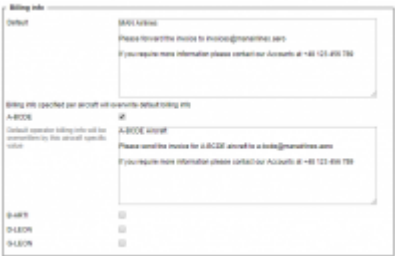 Billing info
Default
MAN Airlines
Please forward the invoice to invoices@manairlines.aero
If you require more information please contact our Accounts at +48 123 456 789
Billing info specified per aircraft will overwrite default billing info
A-BCDE
Default operator billing info will be
overwritten by this aircraft specific
value
A-BCDE Aircraft
Please send the invoice for A-BCDE aircraft to a-bcde@manairlines.aero
If you require more information please contact our Accounts at +48 123 456 789
D-ARTI
D-LEON
G-LEON